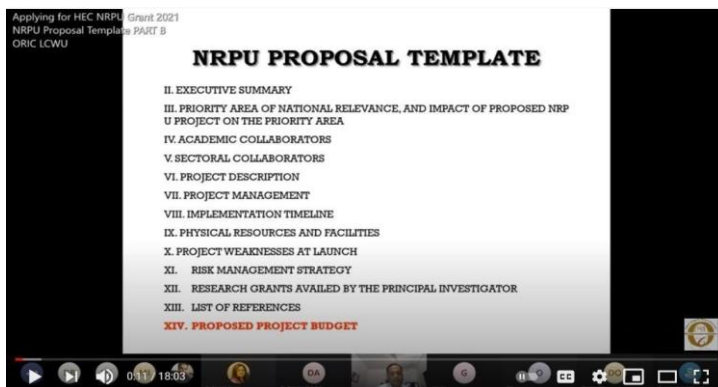 Applying for HEC NRPU Grant 2021
NRPU Proposal Template PART B
ORIC LCWU
NRPU PROPOSAL TEMPLATE
II. EXECUTIVE SUMMARY
III. PRIORITY AREA OF NATIONAL RELEVANCE, AND IMPACT OF PROPOSED NRP
U PROJECT ON THE PRIORITY AREA
IV. ACADEMIC COLLABORATORS
V. SECTORAL COLLABORATORS
VI. PROJECT DESCRIPTION
VII. PROJECT MANAGEMENT
VIII. IMPLEMENTATION TIMELINE
IX. PHYSICAL RESOURCES AND FACILITIES
X. PROJECT WEAKNESSES AT LAUNCH
XI. RISK MANAGEMENT STRATEGY
XII. RESEARCH GRANTS AVAILED BY THE PRINCIPAL INVESTIGATOR
XIII. LIST OF REFERENCES
XIV. PROPOSED PROJECT BUDGET
0:11 / 18:03
DA
G
CC